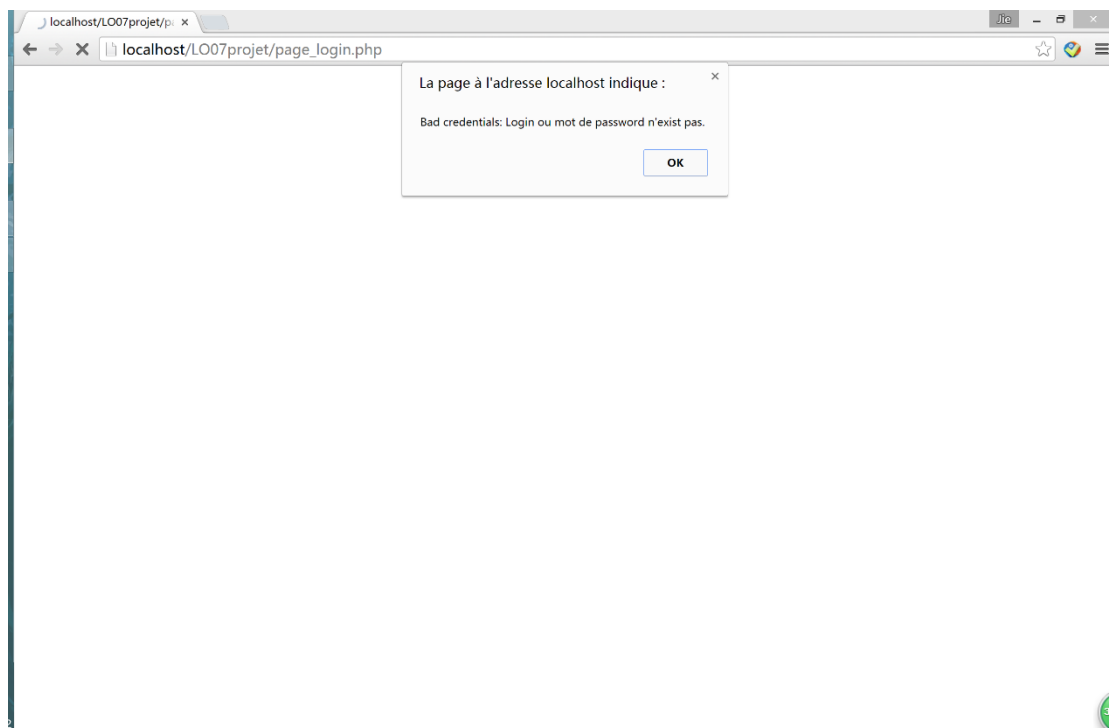 localhost/LO07projet/pa
Jie
localhost/LO07projet/page_login.php
La page à l'adresse localhost indique :
Bad credentials: Login ou mot de password n'exist pas.
OK